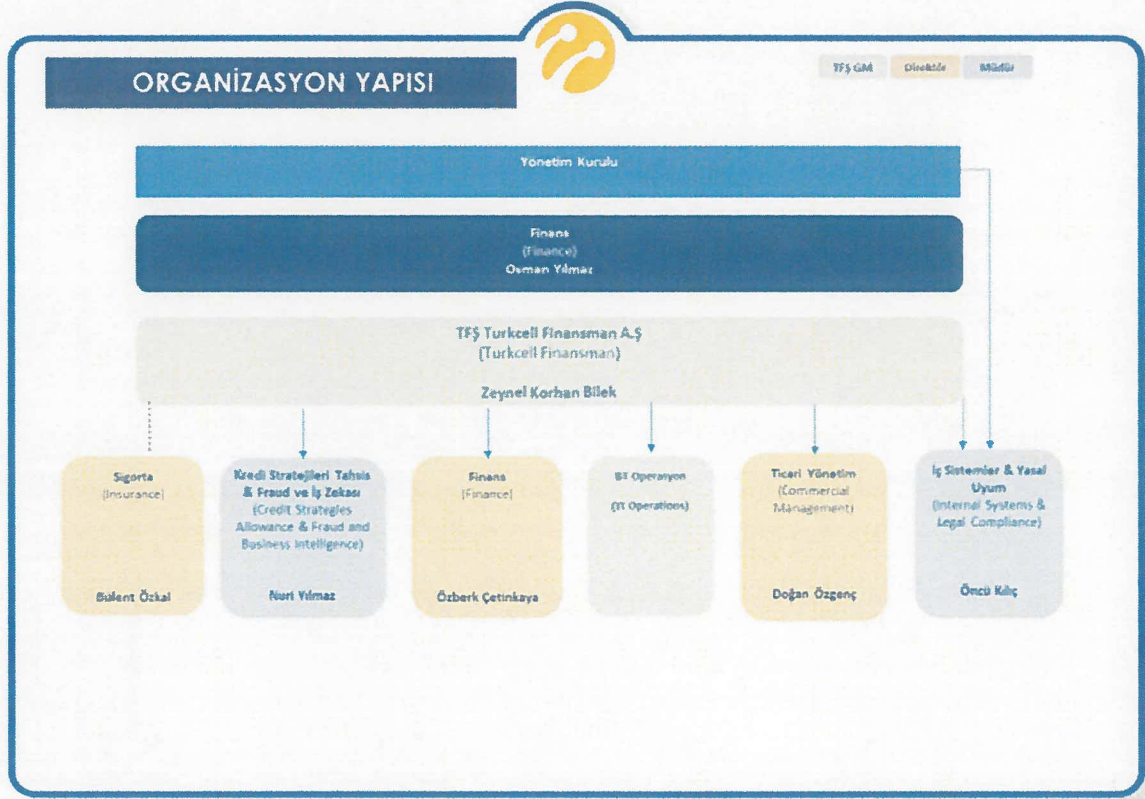 ORGANİZASYON YAPISI
TFŞ GM Direktör Müdür
Yönetim Kurulu
Finans
(Finance)
Osman Yılmaz
TFŞ Turkcell Finansman A.Ş
(Turkcell Finansman)
Zeynel Korhan Bilek
Sigorta
(Insurance)
Bülent Özkal
Kredi Stratejileri Tahsis
& Fraud ve İş Zekası
(Credit Strategies
Allowance & Fraud and
Business Intelligence)
Nuri Yılmaz
Finans
(Finance)
Özberk Çetinkaya
BT Operasyon
(IT Operations)
Ticari Yönetim
(Commercial
Management)
Doğan Özgenç
İç Sistemler & Yasal
Uyum
(Internal Systems &
Legal Compliance)
Öncü Kılıç